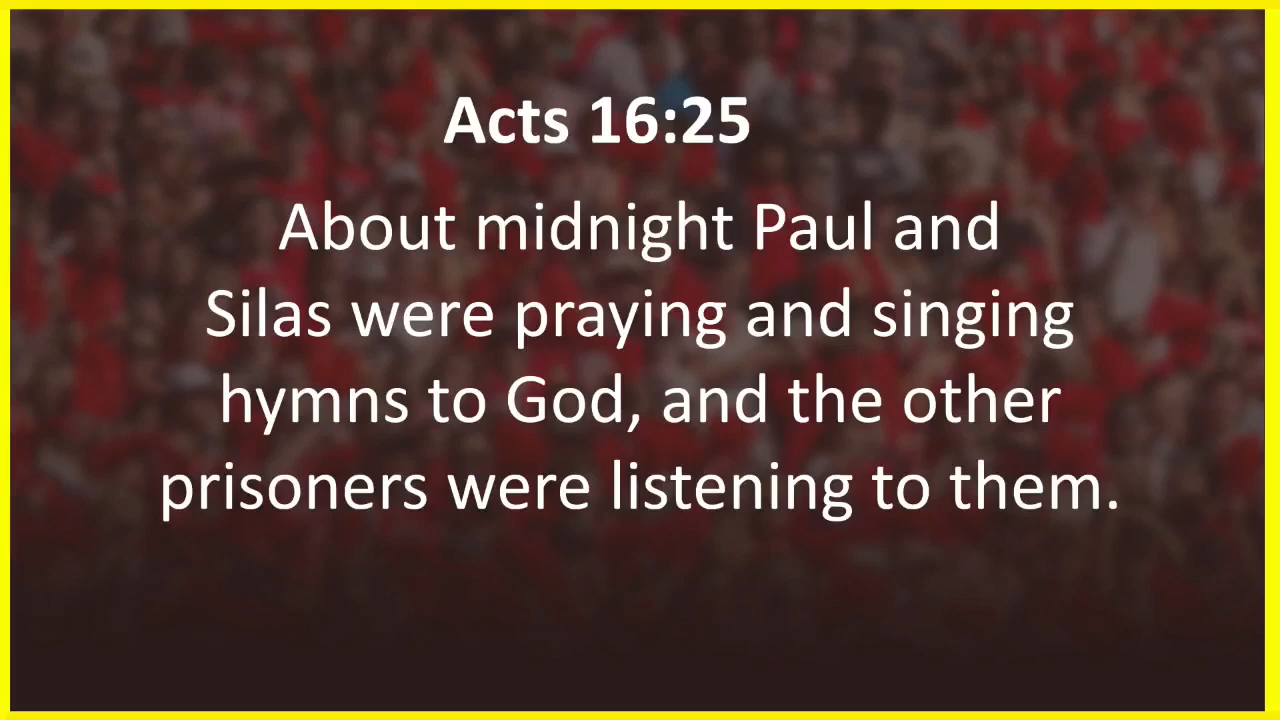 Acts 16:25
About midnight Paul and
Silas were praying and singing
hymns to God, and the other
prisoners were listening to them.